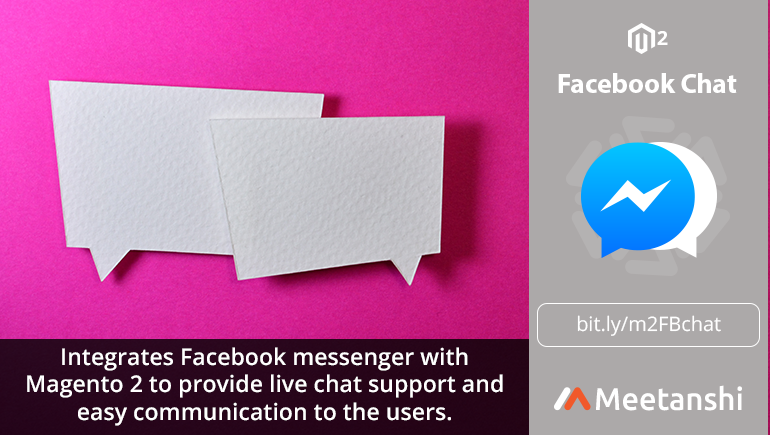 2
Facebook Chat
bit.ly/m2FBchat
Meetanshi
Integrates Facebook messenger with
Magento 2 to provide live chat support and
easy communication to the users.